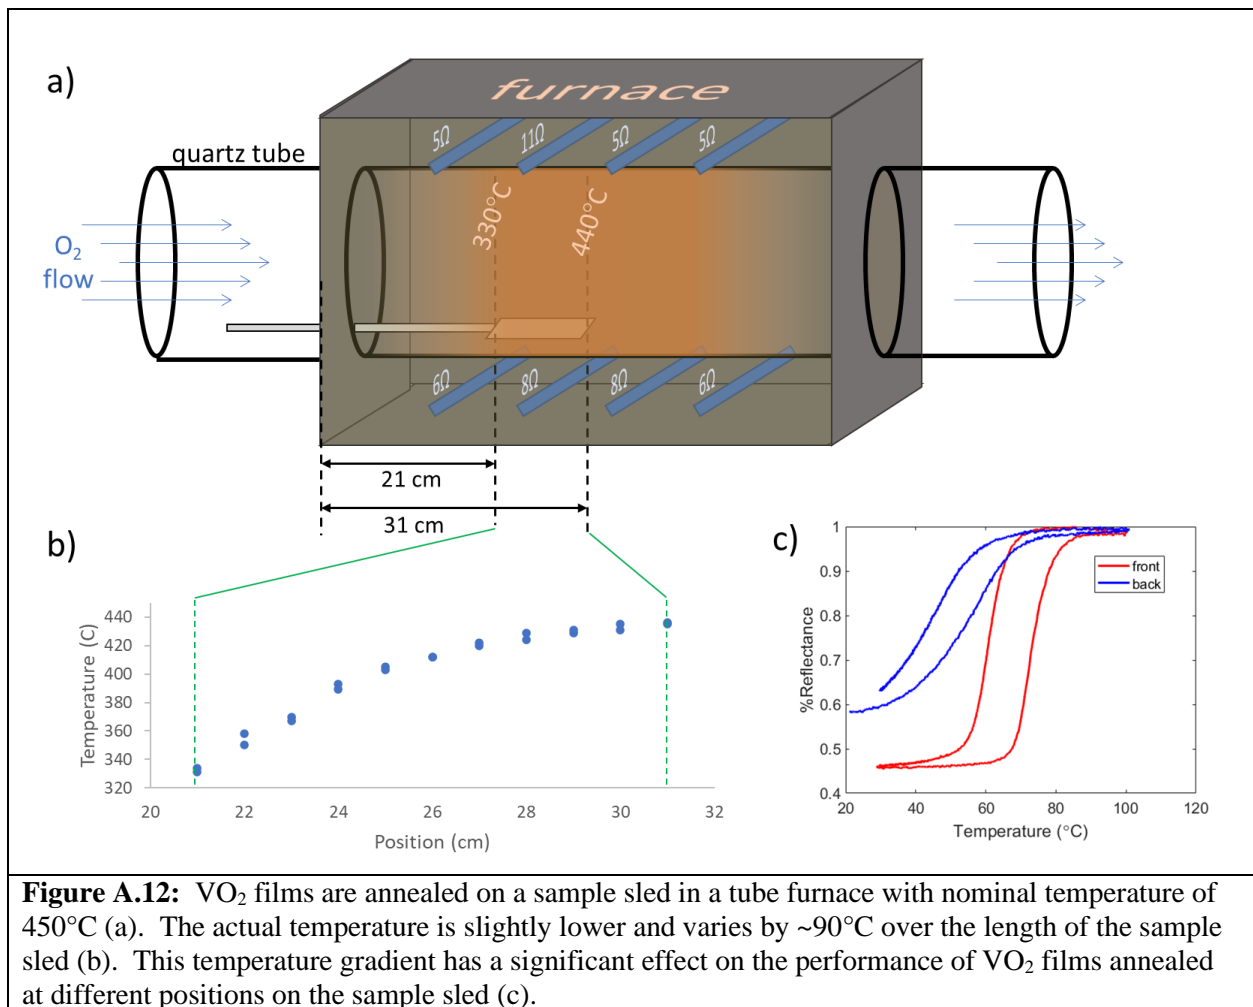 a)
furnace
5Ω 11Ω 5Ω 5Ω
quartz tube
330°C
440°C
O₂
flow
6Ω 8Ω 8Ω 6Ω
21 cm
31 cm
b)
440
420
400
380
360
340
320
Temperature (C)
20 22 24 26 28 30 32
Position (cm)
c)
1
0.9
0.8
0.7
0.6
0.5
0.4
%Reflectance
front
back
20 40 60 80 100 120
Temperature (°C)
Figure A.12: VO₂ films are annealed on a sample sled in a tube furnace with nominal temperature of
450°C (a). The actual temperature is slightly lower and varies by ~90°C over the length of the sample
sled (b). This temperature gradient has a significant effect on the performance of VO₂ films annealed
at different positions on the sample sled (c).